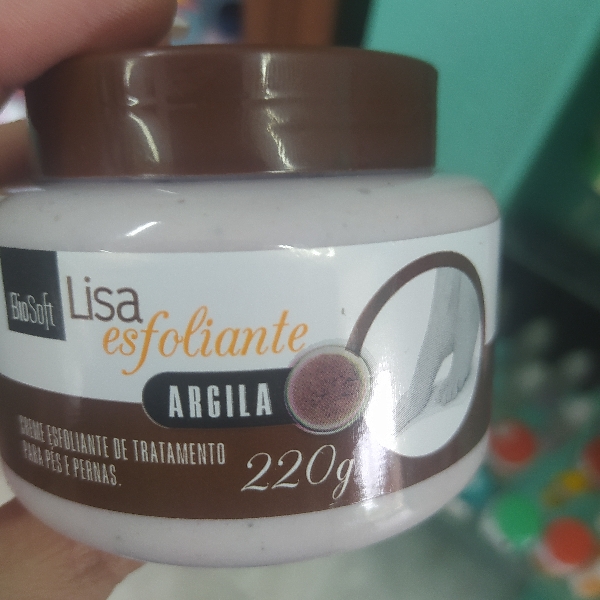 BioSoft
Lisa
esfoliante
ARGILA
CREME ESFOLIANTE DE TRATAMENTO
PARA PÉS E PERNAS.
220g